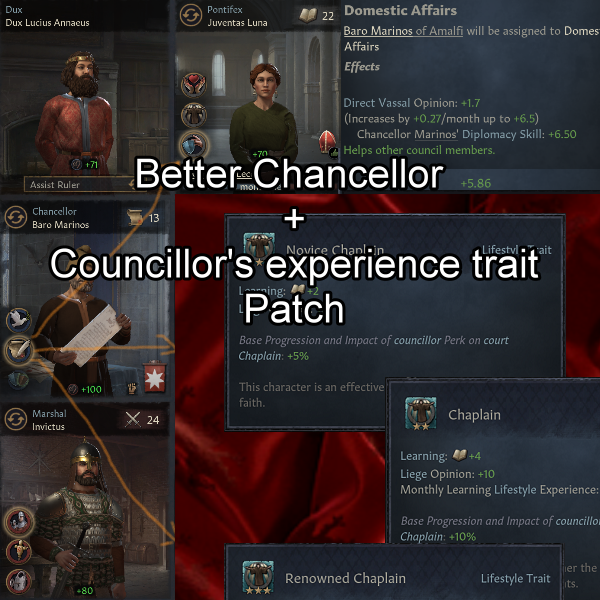 Dux
Dux Lucius Annaeus
+71
Assist Ruler
Pontifex
Juventas Luna
22
+70
Domestic Affairs
Baro Marinos of Amalfi will be assigned to Domes
Affairs
Effects
Direct Vassal Opinion: +1.7
(Increases by +0.27/month up to +6.5)
Chancellor Marinos' Diplomacy Skill: +6.50
Helps other council members.
+5.86
Better Chancellor
+
Councillor's experience trait
Patch
Chancellor
Baro Marinos
13
+100
Marshal
Invictus
24
+80
Novice Chaplain
Lifestyle Trait
Learning: +2
Base Progression and Impact of councillor Perk on court
Chaplain: +5%
This character is an effective
faith.
Chaplain
Learning: +4
Liege Opinion: +10
Monthly Learning Lifestyle Experience:
Base Progression and Impact of councillo
Chaplain: +10%
Renowned Chaplain
Lifestyle Trait
er the
ts.